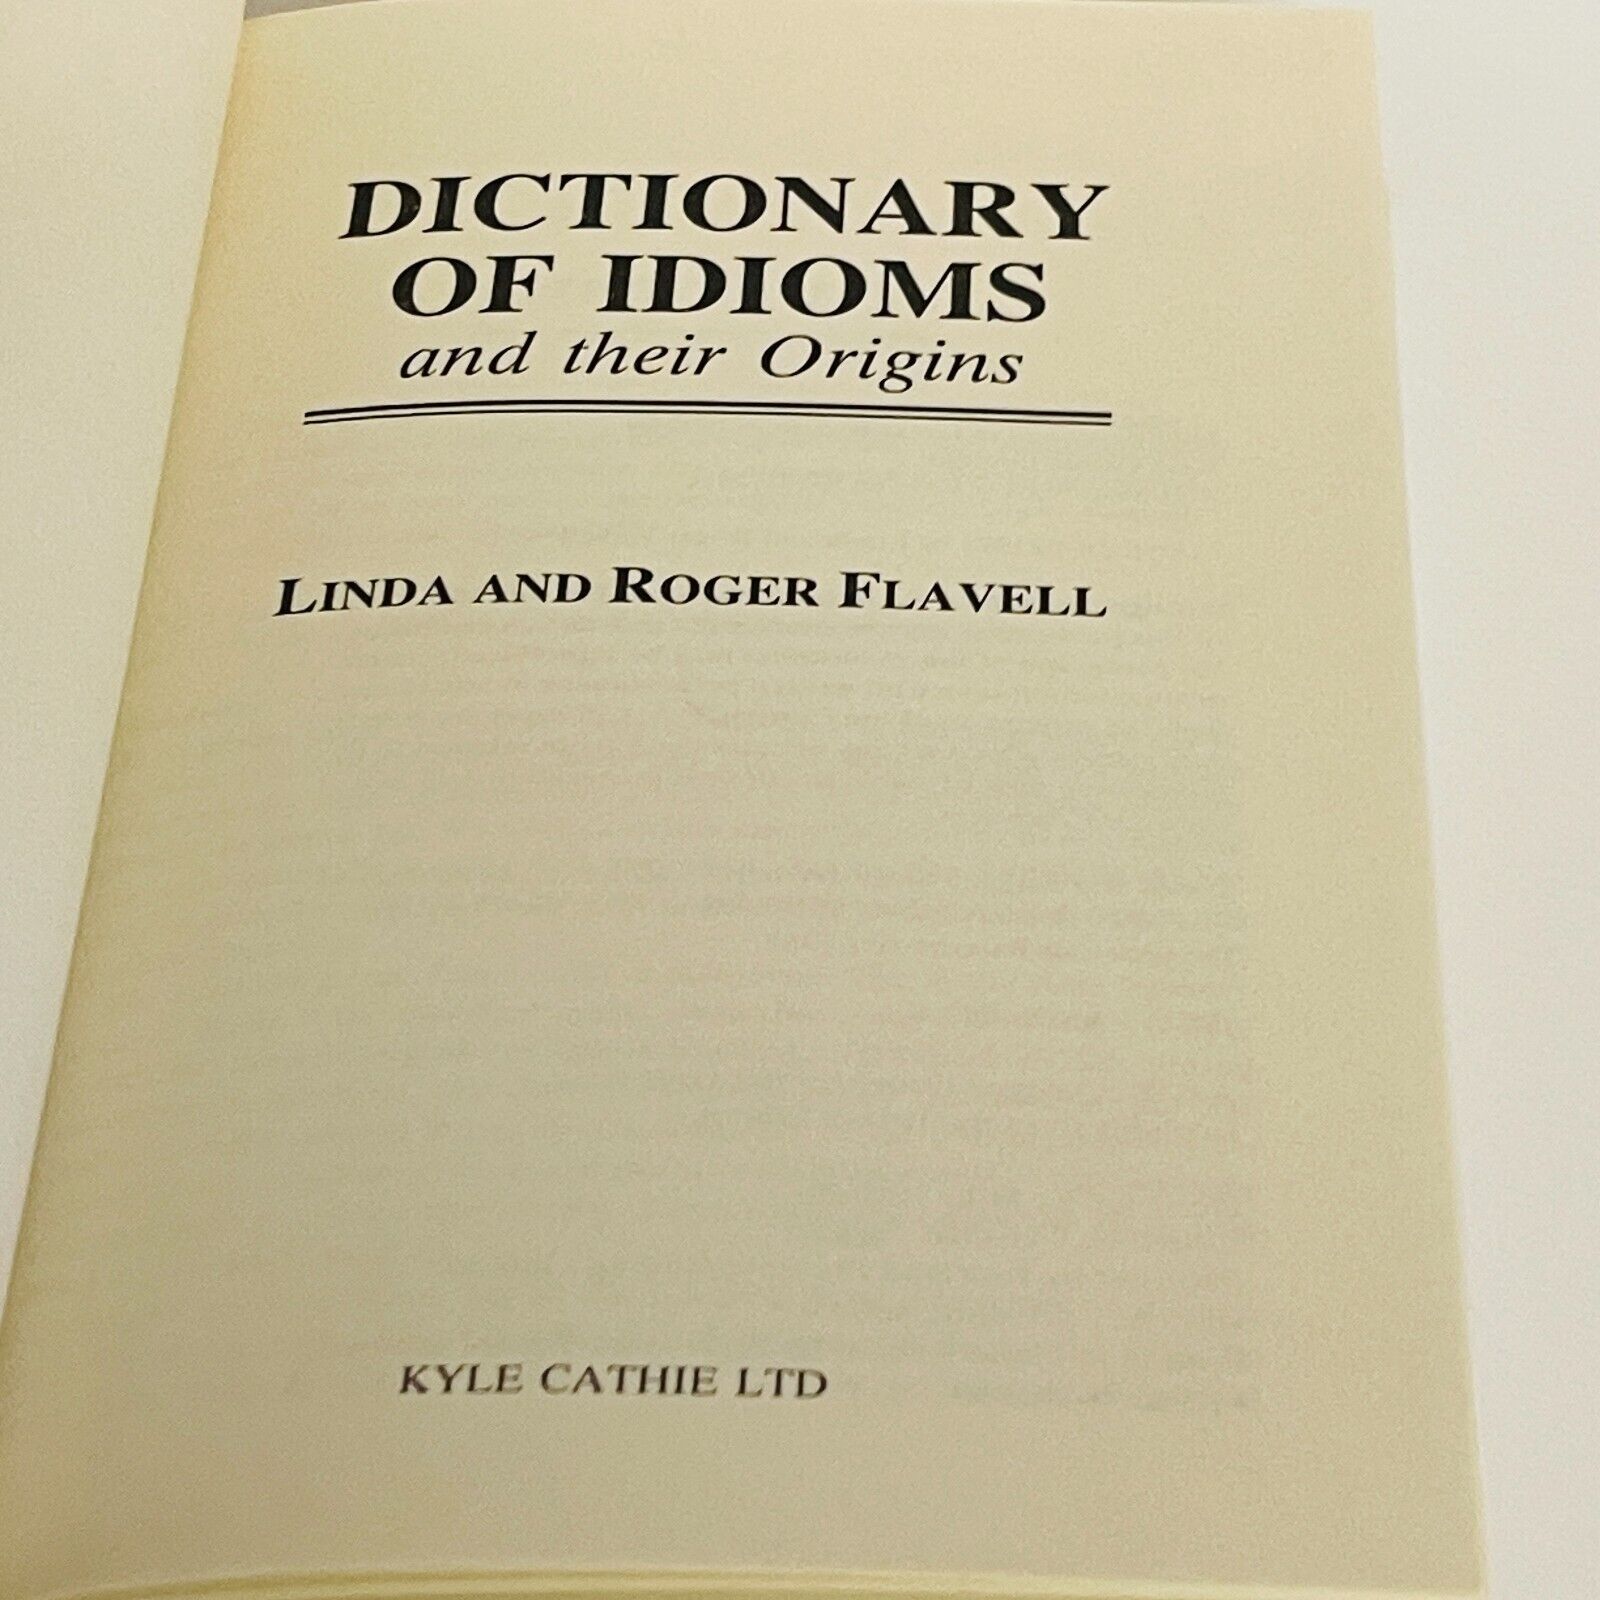 DICTIONARY
OF IDIOMS
and their Origins
LINDA AND ROGER FLAVELL
KYLE CATHIE LTD